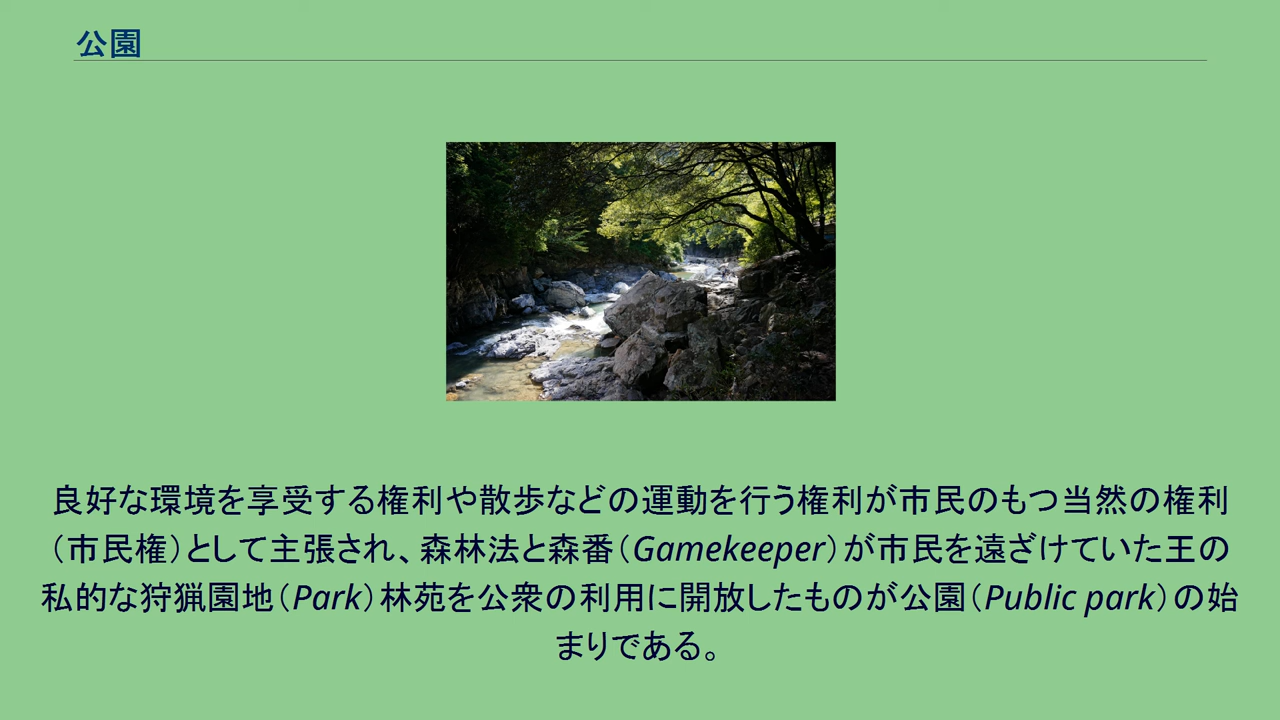 公園
良好な環境を享受する権利や散歩などの運動を行う権利が市民のもつ当然の権利
（市民権）として主張され、森林法と森番（Gamekeeper）が市民を遠ざけていた王の
私的な狩猟園地（Park）林苑を公衆の利用に開放したものが公園（Public park）の始
まりである。